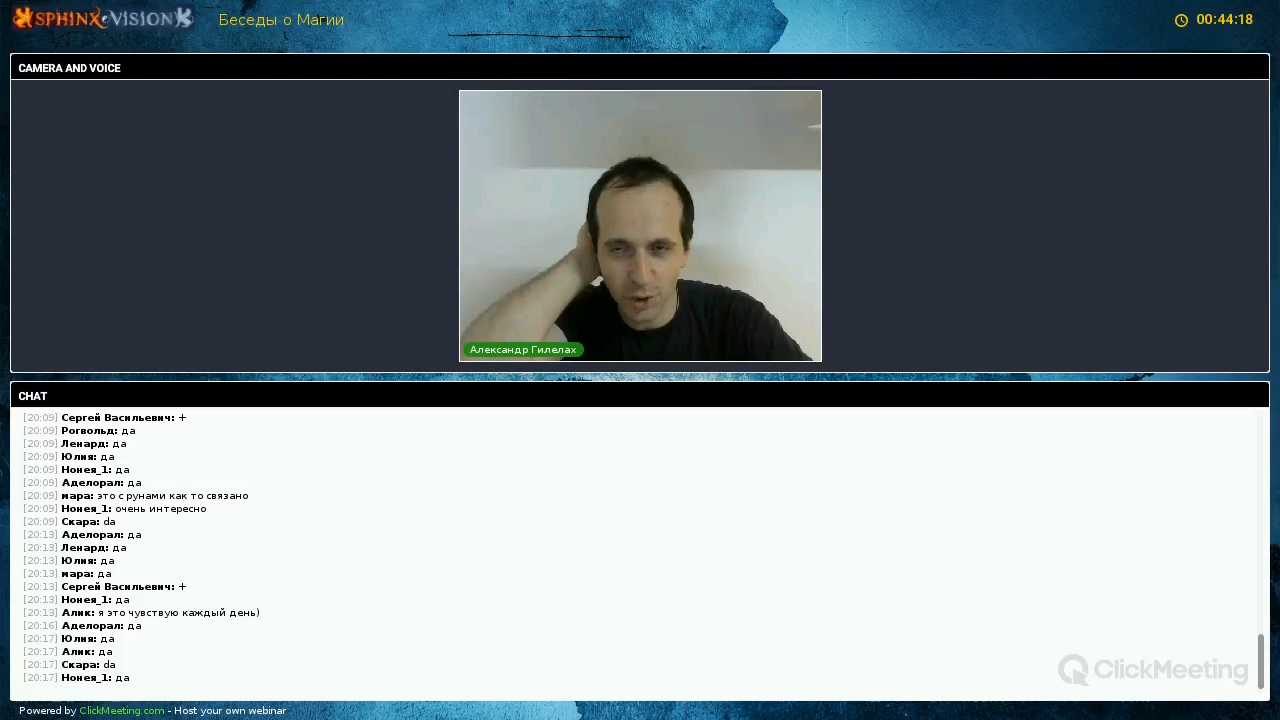 SPHINX VISION
Беседы о Магии
00:44:18
CAMERA AND VOICE
Александр Гилелах
CHAT
[20:09] Сергей Васильевич: +
[20:09] Рогвольд: да
[20:09] Ленард: да
[20:09] Юлия: да
[20:09] Нонея_1: да
[20:09] Аделорал: да
[20:09] мара: это с рунами как то связано
[20:09] Нонея_1: очень интересно
[20:09] Скара: da
[20:13] Аделорал: да
[20:13] Ленард: да
[20:13] Юлия: да
[20:13] мара: да
[20:13] Сергей Васильевич: +
[20:13] Нонея_1: да
[20:13] Алик: я это чувствую каждый день)
[20:16] Аделорал: да
[20:17] Юлия: да
[20:17] Алик: да
[20:17] Скара: da
[20:17] Нонея_1: да
ClickMeeting
Powered by ClickMeeting.com - Host your own webinar